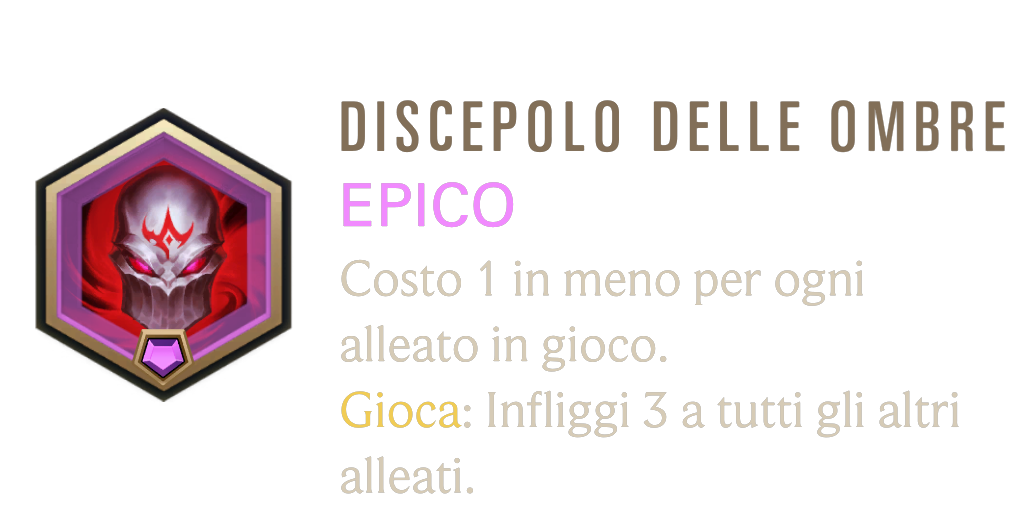 DISCEPOLO DELLE OMBRE
EPICO
Costo 1 in meno per ogni
alleato in gioco.
Gioca: Infliggi 3 a tutti gli altri
alleati.